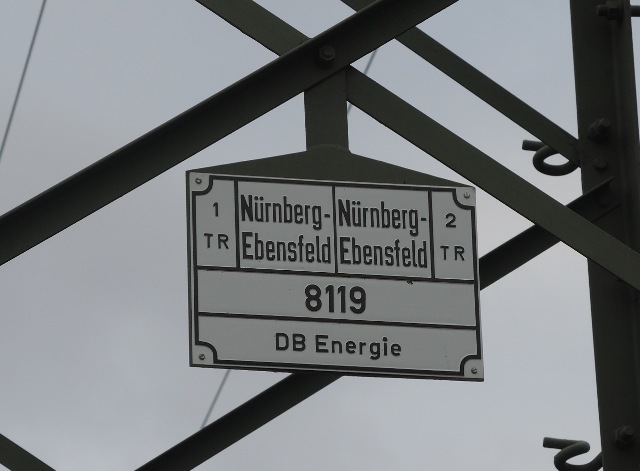 1 Nürnberg- Nürnberg- 2
TR Ebensfeld Ebensfeld TR
8119
DB Energie